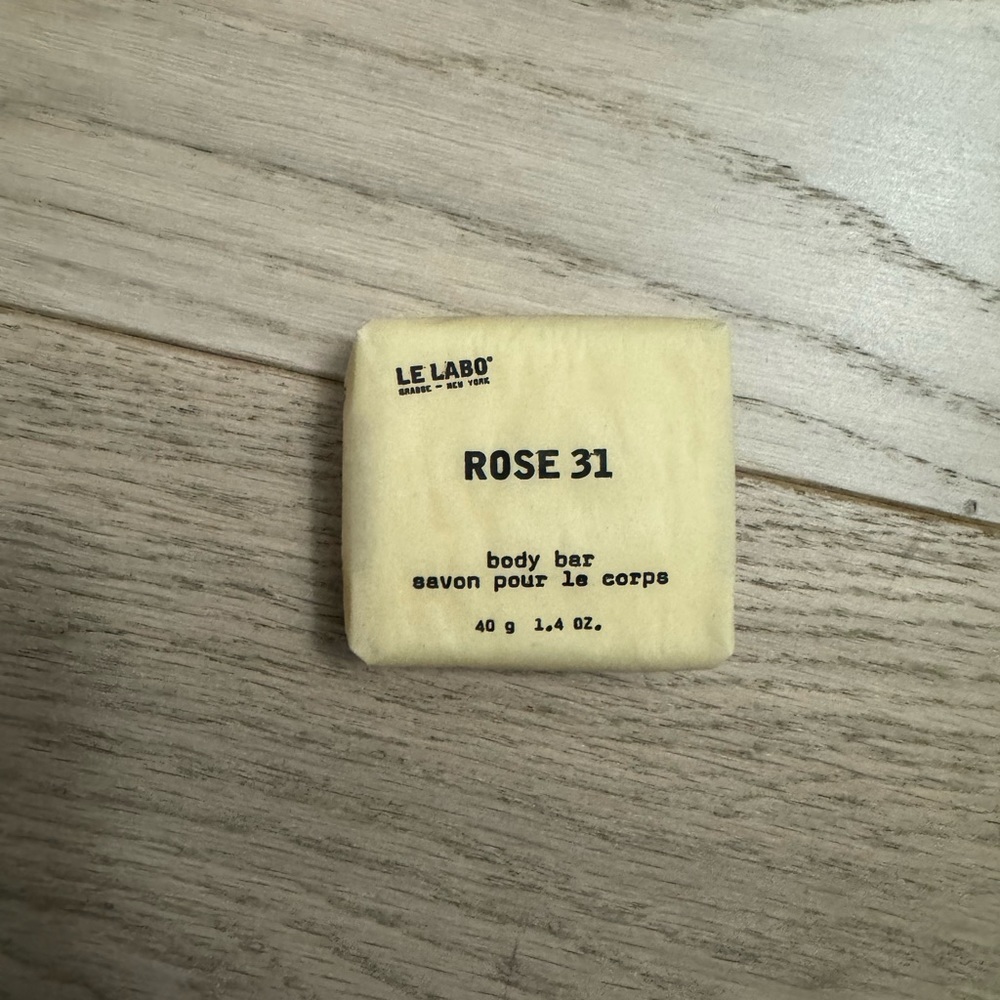 LE LABO®
GRASSE - NEW YORK
ROSE 31
body bar
savon pour le corps
40 g 1.4 OZ.